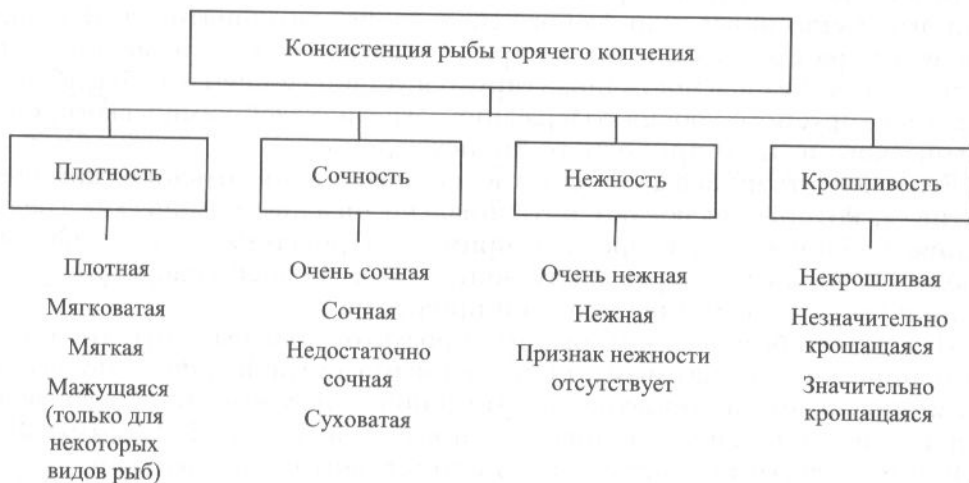 Консистенция рыбы горячего копчения
Плотность
Сочность
Нежность
Крошливость
Плотная
Мягковатая
Мягкая
Мажущаяся
(только для
некоторых
видов рыб)
Очень сочная
Сочная
Недостаточно
сочная
Суховатая
Очень нежная
Нежная
Признак нежности
отсутствует
Некрошливая
Незначительно
крошащаяся
Значительно
крошащаяся